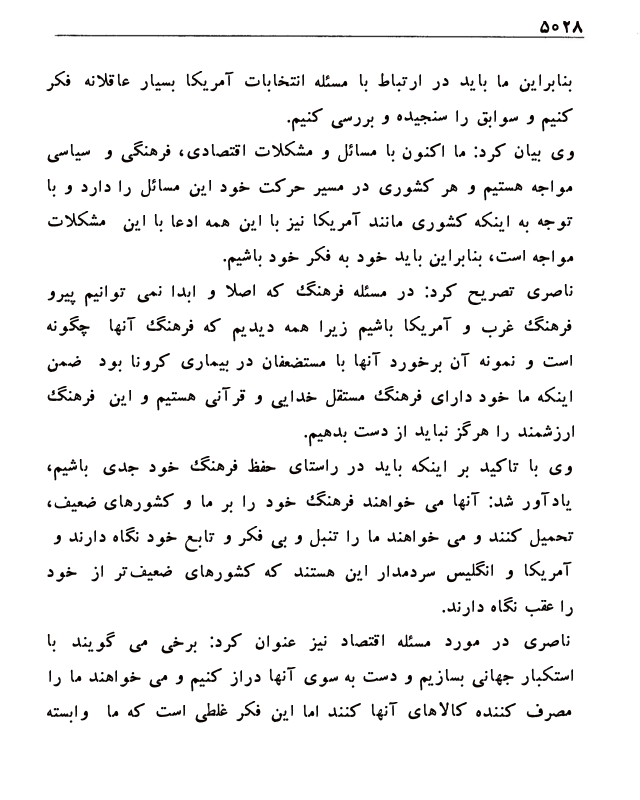 ۵۰۲۸
بنابراین ما باید در ارتباط با مسئله انتخابات آمریکا بسیار عاقلانه فکر
کنیم و سوابق را سنجیده و بررسی کنیم.
وی بیان کرد: ما اکنون با مسائل و مشکلات اقتصادی، فرهنگی و سیاسی
مواجه هستیم و هر کشوری در مسیر حرکت خود این مسائل را دارد و با
توجه به اینکه کشوری مانند آمریکا نیز با این همه ادعا با این مشکلات
مواجه است، بنابراین باید خود به فکر خود باشیم.
ناصری تصریح کرد: در مسئله فرهنگ که اصلا و ابدا نمی توانیم پیرو
فرهنگ غرب و آمریکا باشیم زیرا همه دیدیم که فرهنگ آنها چگونه
است و نمونه آن برخورد آنها با مستضعفان در بیماری کرونا بود ضمن
اینکه ما خود دارای فرهنگ مستقل خدایی و قرآنی هستیم و این فرهنگ
ارزشمند را هرگز نباید از دست بدهیم.
وی با تاکید بر اینکه باید در راستای حفظ فرهنگ خود جدی باشیم،
یادآور شد: آنها می خواهند فرهنگ خود را بر ما و کشورهای ضعیف،
تحمیل کنند و می خواهند ما را تنبل و بی فکر و تابع خود نگاه دارند و
آمریکا و انگلیس سردمدار این هستند که کشورهای ضعیف‌تر از خود
را عقب نگاه دارند.
ناصری در مورد مسئله اقتصاد نیز عنوان کرد: برخی می گویند با
استکبار جهانی بسازیم و دست به سوی آنها دراز کنیم و می خواهند ما را
مصرف کننده کالاهای آنها کنند اما این فکر غلطی است که ما وابسته